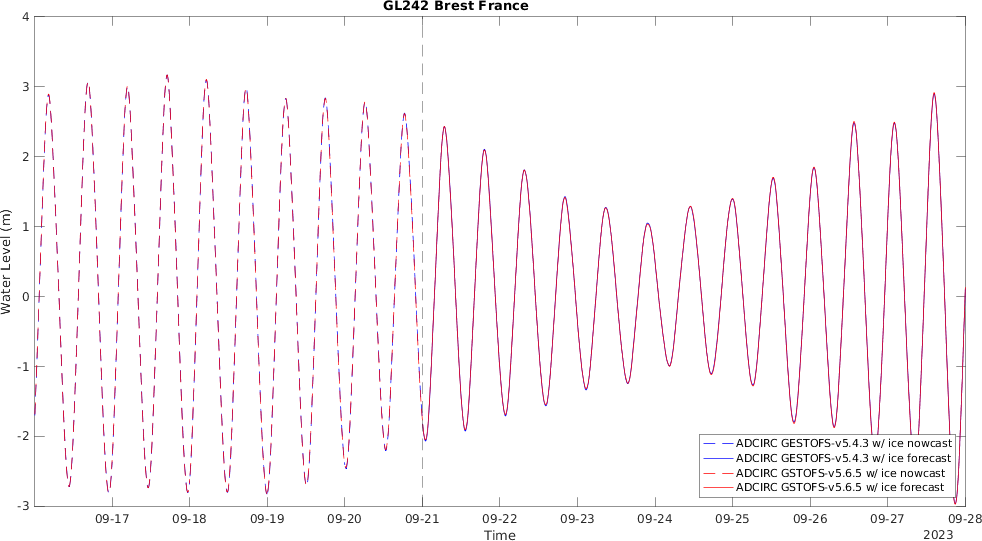 GL242 Brest France
4
3
2
1
0
-1
-2
-3
Water Level (m)
ADCIRC GESTOFS-v5.4.3 w/ ice nowcast
ADCIRC GESTOFS-v5.4.3 w/ ice forecast
ADCIRC GSTOFS-v5.6.5 w/ ice nowcast
ADCIRC GSTOFS-v5.6.5 w/ ice forecast
09-17 09-18 09-19 09-20 09-21 09-22 09-23 09-24 09-25 09-26 09-27 09-28
Time
2023